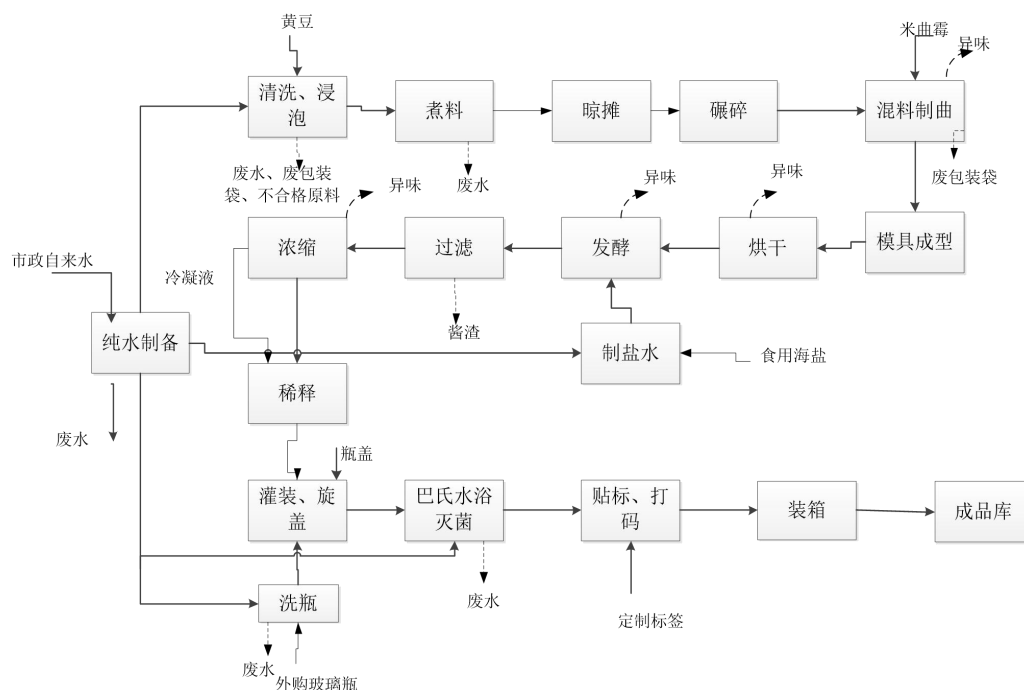 黄豆
米曲霉
异味
清洗、浸
泡
煮料
晾摊
碾碎
混料制曲
废水、废包装
袋、不合格原料
废水
废包装袋
异味
异味
异味
浓缩
过滤
发酵
烘干
模具成型
市政自来水
冷凝液
酱渣
纯水制备
制盐水
食用海盐
稀释
废水
瓶盖
灌装、旋
盖
巴氏水浴
灭菌
贴标、打
码
装箱
成品库
洗瓶
废水
定制标签
废水
外购玻璃瓶